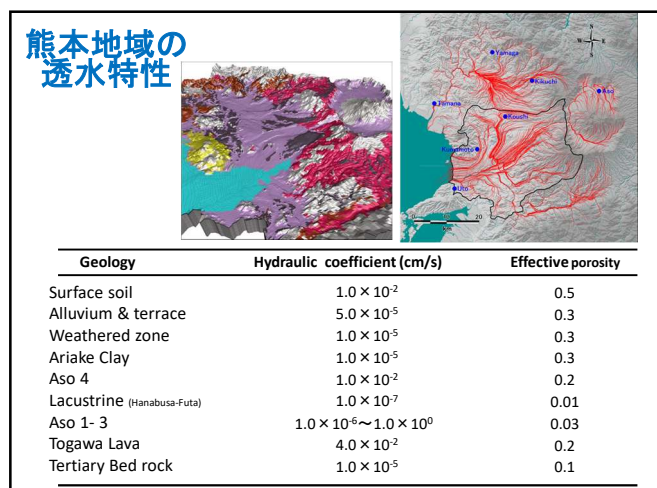 熊本地域の
透水特性
N
W
E
S
Yamaga
Kikuchi
Aso
Tamana
Koushi
Kumamoto
Uto
20
km
Geology Hydraulic coefficient (cm/s) Effective porosity
Surface soil 1.0×10⁻² 0.5
Alluvium & terrace 5.0×10⁻⁵ 0.3
Weathered zone 1.0×10⁻⁵ 0.3
Ariake Clay 1.0×10⁻⁵ 0.3
Aso 4 1.0×10⁻² 0.2
Lacustrine (Hanabusa-Futa) 1.0×10⁻⁷ 0.01
Aso 1- 3 1.0×10⁻⁶～1.0×10⁰ 0.03
Togawa Lava 4.0×10⁻² 0.2
Tertiary Bed rock 1.0×10⁻⁵ 0.1